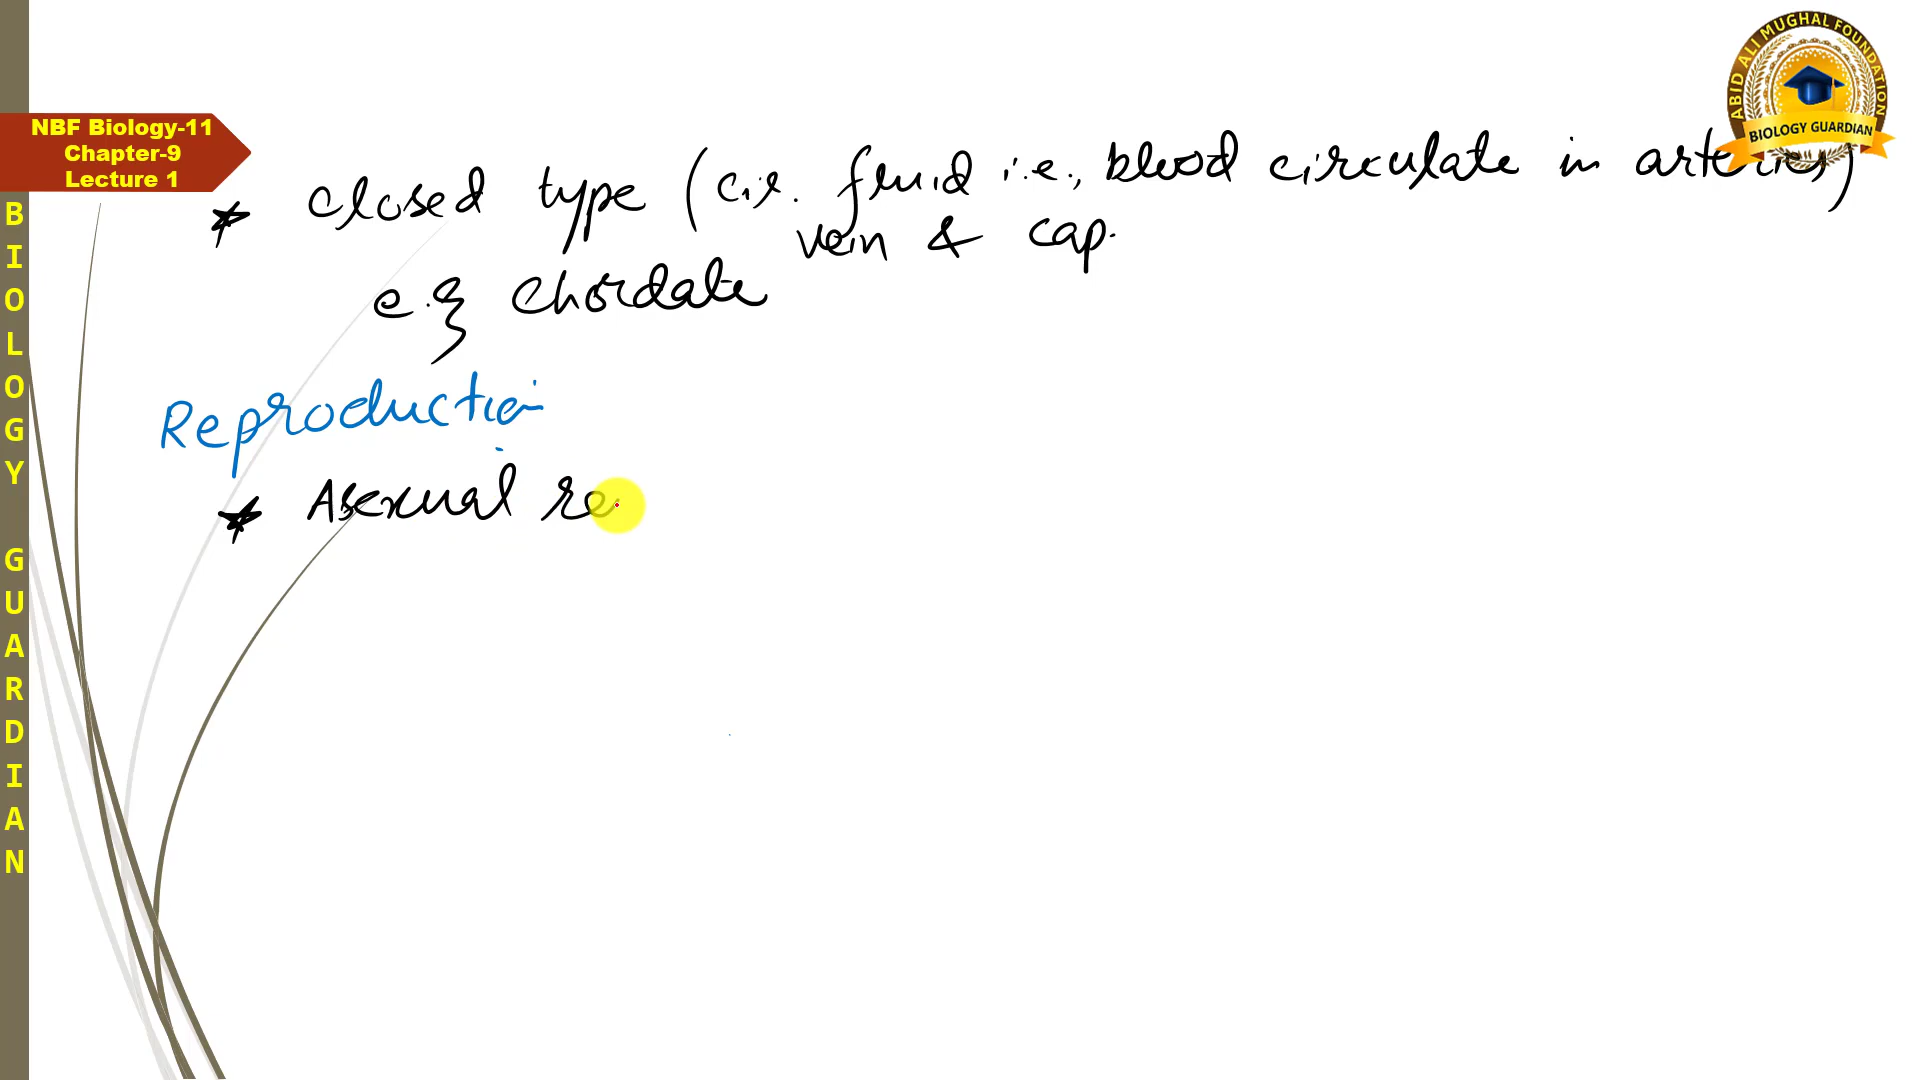 ABID ALI MUGHAL FOUNDATION
BIOLOGY GUARDIAN
NBF Biology-11
Chapter-9
Lecture 1
BIOLOGY GUARDIAN
* Closed type (cir. fluid i.e., blood circulate in arteries)
vein & cap.
e.g Chordate
Reproduction
* Asexual re